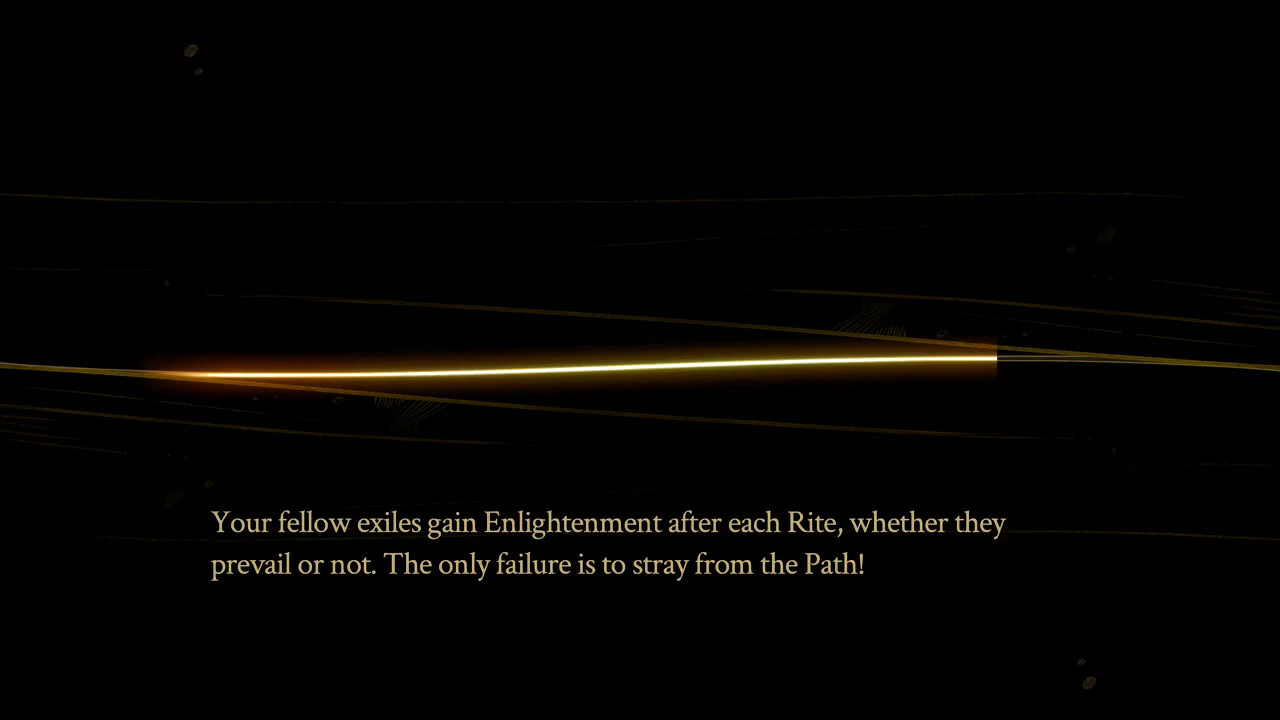 Your fellow exiles gain Enlightenment after each Rite, whether they
prevail or not. The only failure is to stray from the Path!